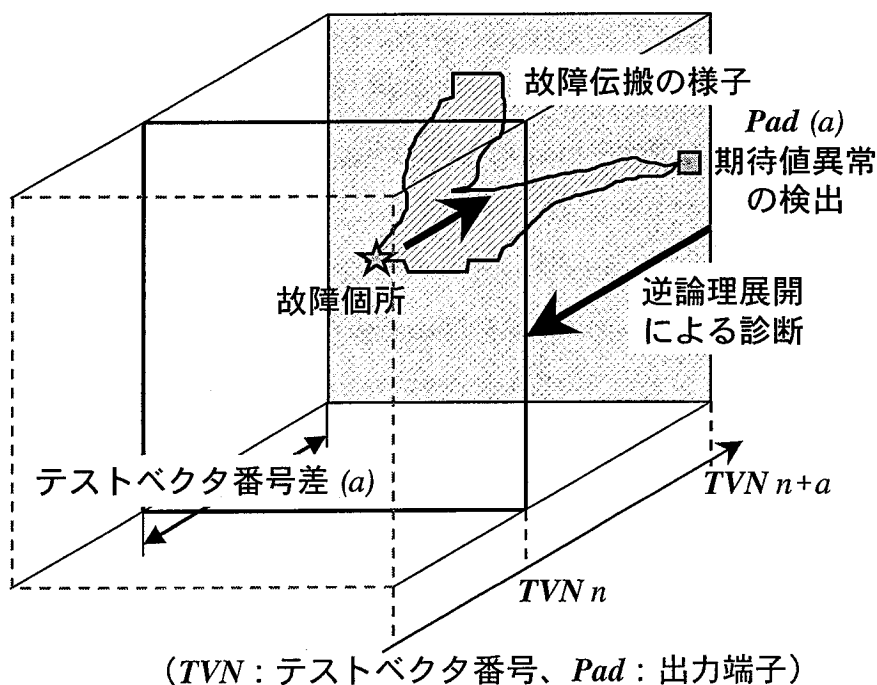 故障伝搬の様子
Pad (a)
期待値異常
の検出
故障個所
逆論理展開
による診断
テストベクタ番号差 (a)
TVN n+a
TVN n
（TVN：テストベクタ番号、Pad：出力端子）